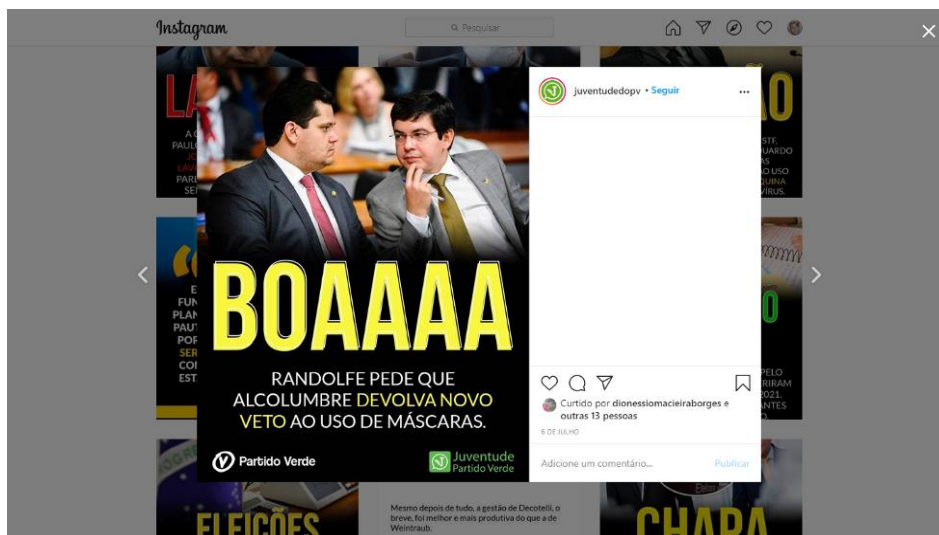 Instagram
Pesquisar
juventudedopv • Seguir
BOAAAA
RANDOLFE PEDE QUE
ALCOLUMBRE DEVOLVA NOVO
VETO AO USO DE MÁSCARAS.
Partido Verde
Juventude
Partido Verde
Curtido por dionessiomacieiraborges e
outras 13 pessoas
6 DE JULHO
Adicione um comentário...
Publicar
ELEIÇÕES
Mesmo depois de tudo, a gestão de Decotelli, o
breve, foi melhor e mais produtiva do que a de
Weintraub.
CHAPA